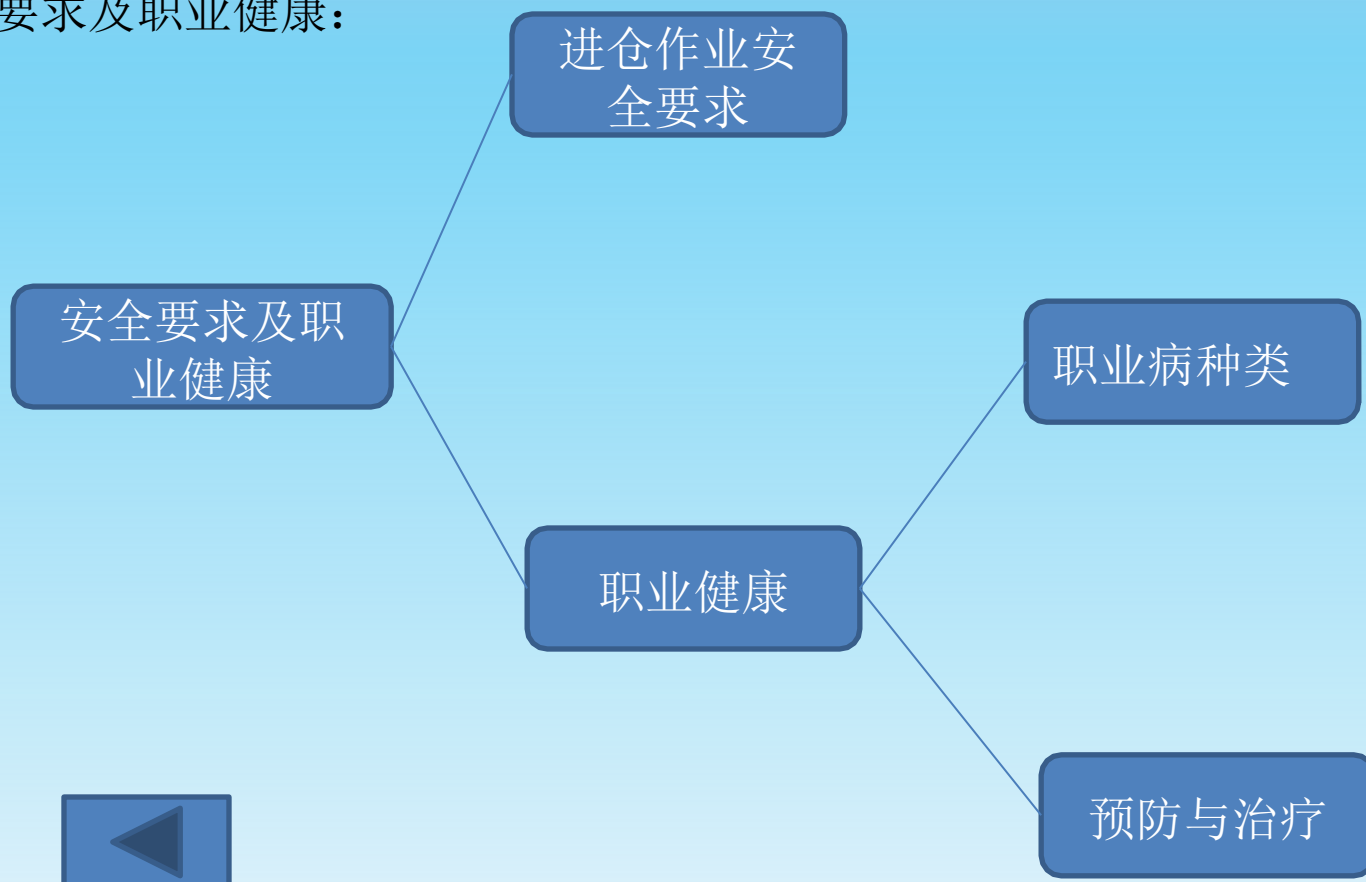 要求及职业健康：
进仓作业安
全要求
安全要求及职
业健康
职业病种类
职业健康
预防与治疗